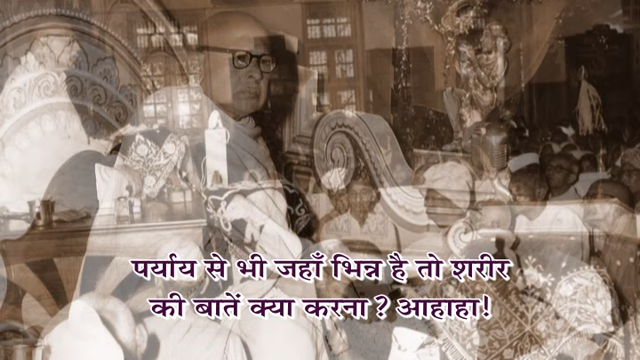 पर्याय से भी जहाँ भिन्न है तो शरीर
की बातें क्या करना ? आहाहा!